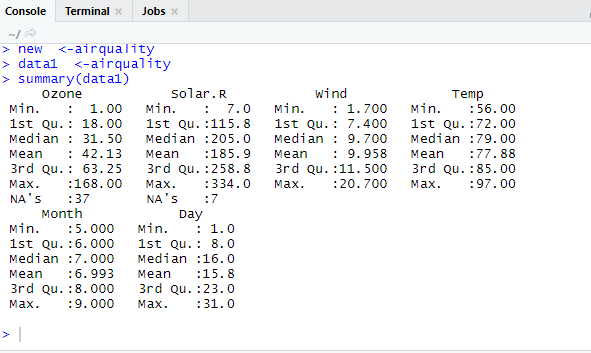 Console Terminal × Jobs ×
~/
> new  <-airquality
> data1  <-airquality
> summary(data1)
     Ozone           Solar.R           Wind             Temp
 Min.   :  1.00   Min.   :  7.0   Min.   : 1.700   Min.   :56.00
 1st Qu.: 18.00   1st Qu.:115.8   1st Qu.: 7.400   1st Qu.:72.00
 Median : 31.50   Median :205.0   Median : 9.700   Median :79.00
 Mean   : 42.13   Mean   :185.9   Mean   : 9.958   Mean   :77.88
 3rd Qu.: 63.25   3rd Qu.:258.8   3rd Qu.:11.500   3rd Qu.:85.00
 Max.   :168.00   Max.   :334.0   Max.   :20.700   Max.   :97.00
 NA's   :37       NA's   :7
     Month            Day
 Min.   :5.000   Min.   : 1.0
 1st Qu.:6.000   1st Qu.: 8.0
 Median :7.000   Median :16.0
 Mean   :6.993   Mean   :15.8
 3rd Qu.:8.000   3rd Qu.:23.0
 Max.   :9.000   Max.   :31.0
>